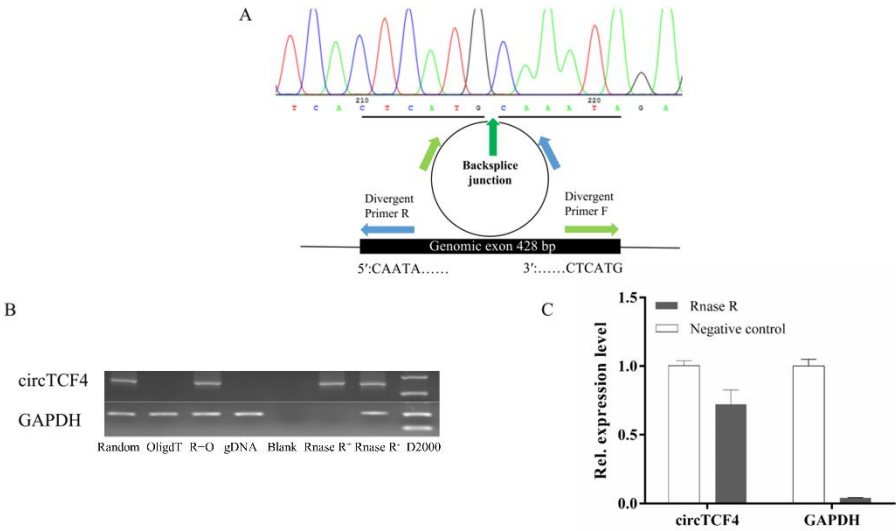 A
210 220
T C A C T C A T G C A A A T A G A
Backsplice
junction
Divergent
Primer R
Divergent
Primer F
Genomic exon 428 bp
5':CAATA...... 3':......CTCATG
B
circTCF4
GAPDH
Random OligdT R+O gDNA Blank Rnase R+ Rnase R- D2000
C
Rel. expression level
1.5
1.0
0.5
0.0
Rnase R
Negative control
circTCF4 GAPDH